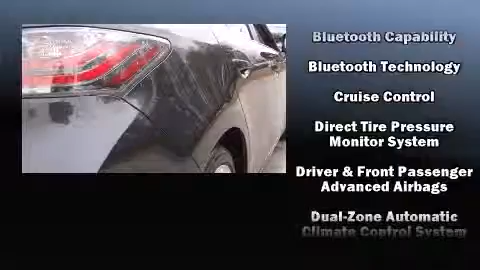 Bluetooth Capability
Bluetooth Technology
Cruise Control
Direct Tire Pressure
Monitor System
Driver & Front Passenger
Advanced Airbags
Dual-Zone Automatic
Climate Control System